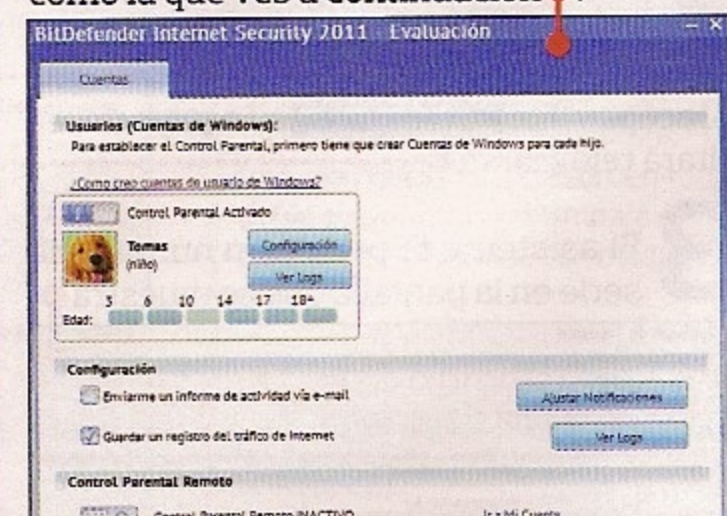 como la que ves a continuación
BitDefender Internet Security 2011 - Evaluación
Cuentas
Usuarios (Cuentas de Windows):
Para establecer el Control Parental, primero tiene que crear Cuentas de Windows para cada hijo.
¿Como creo cuentas de usuario de Windows?
Control Parental Activado
Tomas
(niño)
Configuración
Ver Logs
3 6 10 14 17 18+
Edad:
Configuración
Enviarme un informe de actividad vía e-mail
Ajustar Notificaciones
Guardar un registro del tráfico de Internet
Ver Logs
Control Parental Remoto
Control Parental Remoto INACTIVO
Ir a Mi Cuenta